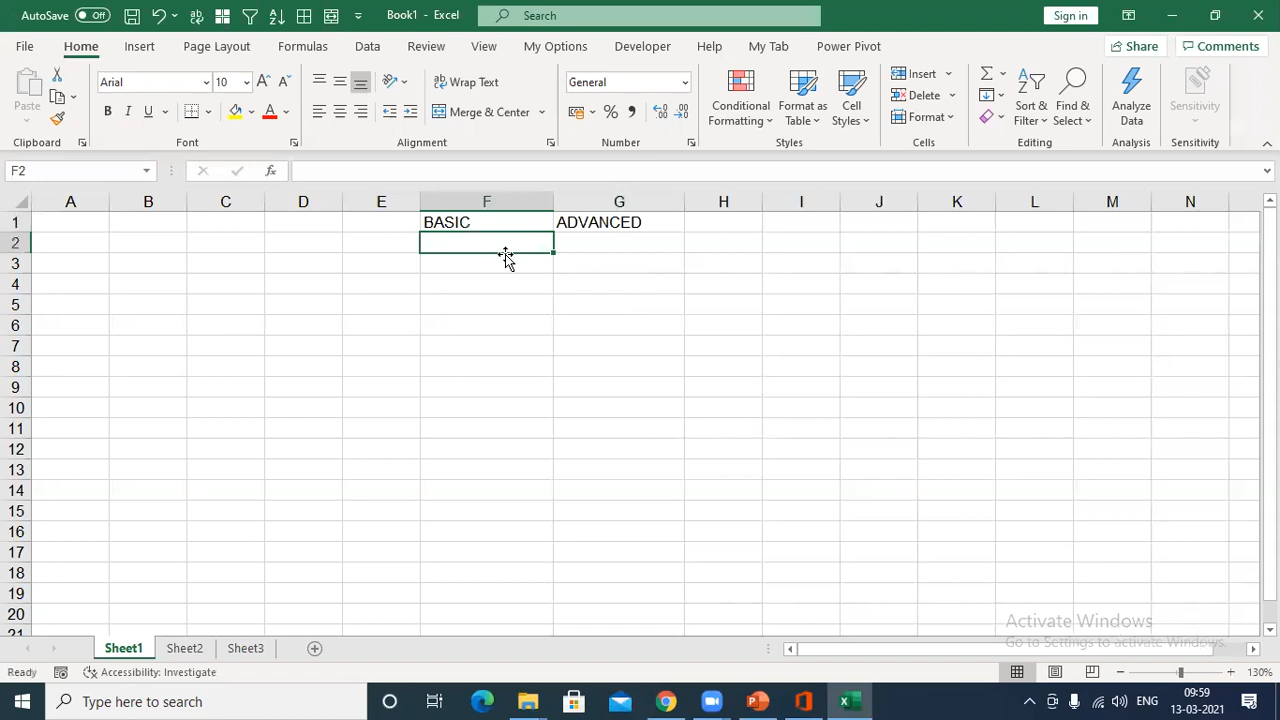 AutoSave Off Book1 - Excel Search Sign in
File Home Insert Page Layout Formulas Data Review View My Options Developer Help My Tab Power Pivot Share Comments
Paste Arial 10 Wrap Text General Conditional Formatting Format as Table Cell Styles Insert Sort & Filter Find & Select Analyze Data Sensitivity
B I U Merge & Center % Delete
Format
Clipboard Font Alignment Number Styles Cells Editing Analysis Sensitivity
F2 fx
A B C D E F G H I J K L M N
1 BASIC ADVANCED
2
3
4
5
6
7
8
9
10
11
12
13
14
15
16
17
18
19
20
21
Activate Windows
Go to Settings to activate Windows.
Sheet1 Sheet2 Sheet3
Ready Accessibility: Investigate 130%
Type here to search ENG 09:59
13-03-2021